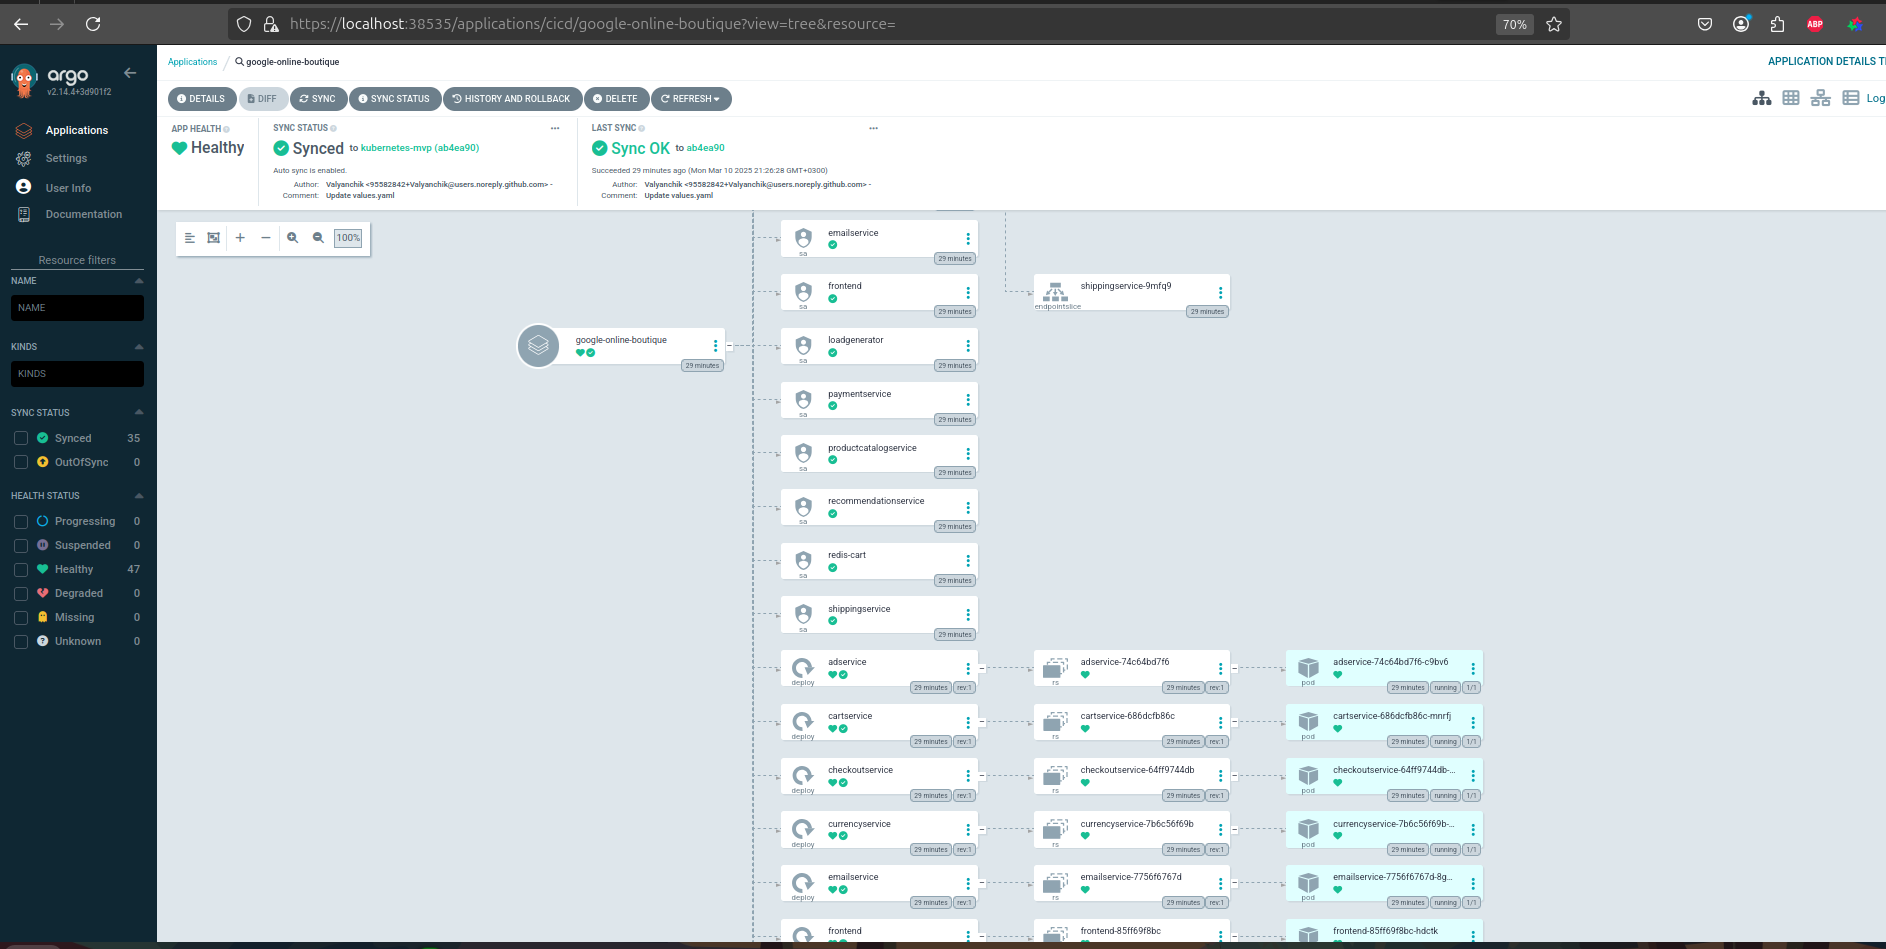 https://localhost:38535/applications/cicd/google-online-boutique?view=tree&resource=
70%
ABP
argo
v2.14.4+3d901f2
Applications
Settings
User Info
Documentation
Resource filters
NAME
NAME
KINDS
KINDS
SYNC STATUS
Synced 35
OutOfSync 0
HEALTH STATUS
Progressing 0
Suspended 0
Healthy 47
Degraded 0
Missing 0
Unknown 0
Applications / google-online-boutique
APPLICATION DETAILS T
DETAILS DIFF SYNC SYNC STATUS HISTORY AND ROLLBACK DELETE REFRESH
Log
APP HEALTH
Healthy
SYNC STATUS
Synced to kubernetes-mvp (ab4ea90)
Auto sync is enabled.
Author: Valyanchik <95582842+Valyanchik@users.noreply.github.com> -
Comment: Update values.yaml
LAST SYNC
Sync OK to ab4ea90
Succeeded 29 minutes ago (Mon Mar 10 2025 21:26:28 GMT+0300)
Author: Valyanchik <95582842+Valyanchik@users.noreply.github.com> -
Comment: Update values.yaml
100%
google-online-boutique
29 minutes
emailservice
sa
29 minutes
frontend
sa
29 minutes
shippingservice-9mfq9
endpointslice
29 minutes
loadgenerator
sa
29 minutes
paymentservice
sa
29 minutes
productcatalogservice
sa
29 minutes
recommendationservice
sa
29 minutes
redis-cart
sa
29 minutes
shippingservice
sa
29 minutes
adservice
deploy
29 minutes rev:1
adservice-74c64bd7f6
rs
29 minutes rev:1
adservice-74c64bd7f6-c9bv6
pod
29 minutes running 1/1
cartservice
deploy
29 minutes rev:1
cartservice-686dcfb86c
rs
29 minutes rev:1
cartservice-686dcfb86c-mnrfj
pod
29 minutes running 1/1
checkoutservice
deploy
29 minutes rev:1
checkoutservice-64ff9744db
rs
29 minutes rev:1
checkoutservice-64ff9744db-...
pod
29 minutes running 1/1
currencyservice
deploy
29 minutes rev:1
currencyservice-7b6c56f69b
rs
29 minutes rev:1
currencyservice-7b6c56f69b-...
pod
29 minutes running 1/1
emailservice
deploy
29 minutes rev:1
emailservice-7756f6767d
rs
29 minutes rev:1
emailservice-7756f6767d-8g...
pod
29 minutes running 1/1
frontend
frontend-85ff69f8bc
frontend-85ff69f8bc-hdctk